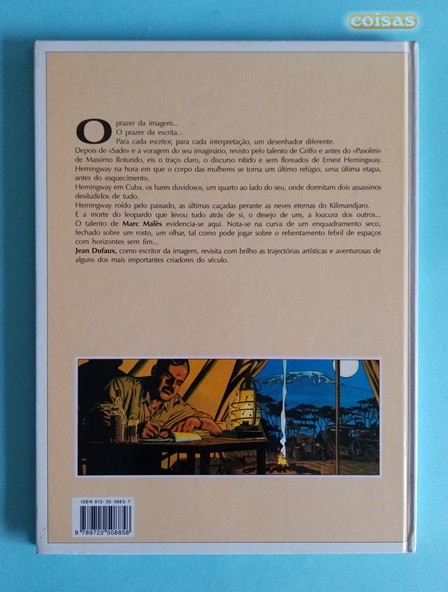 coisas
O prazer da imagem...
O prazer da escrita...
Para cada escritor, para cada interpretação, um desenhador diferente.
Depois de «Sade» e a voragem do seu imaginário, revisto pelo talento de Griffo e antes do «Pasolini»
de Massimo Rotundo, eis o traço claro, o discurso nítido e sem floreados de Ernest Hemingway.
Hemingway na hora em que o corpo das mulheres se torna um último refúgio, uma última etapa,
antes do esquecimento.
Hemingway em Cuba, os bares duvidosos, um quarto ao lado do seu, onde dormitam dois assassinos
desiludidos de tudo.
Hemingway roído pelo passado, as últimas caçadas perante as neves eternas do Kilimandjaro.
E a morte do leopardo que levou tudo atrás de si, o desejo de uns, a loucura dos outros...
O talento de Marc Malès evidencia-se aqui. Nota-se na curva de um enquadramento seco,
fechado sobre um rosto, um olhar, tal como pode jogar sobre o rebentamento febril de espaços
com horizontes sem fim...
Jean Dufaux, como escritor da imagem, revisita com brilho as trajectórias artísticas e aventurosas de
alguns dos mais importantes criadores do século.
9 789722 508858